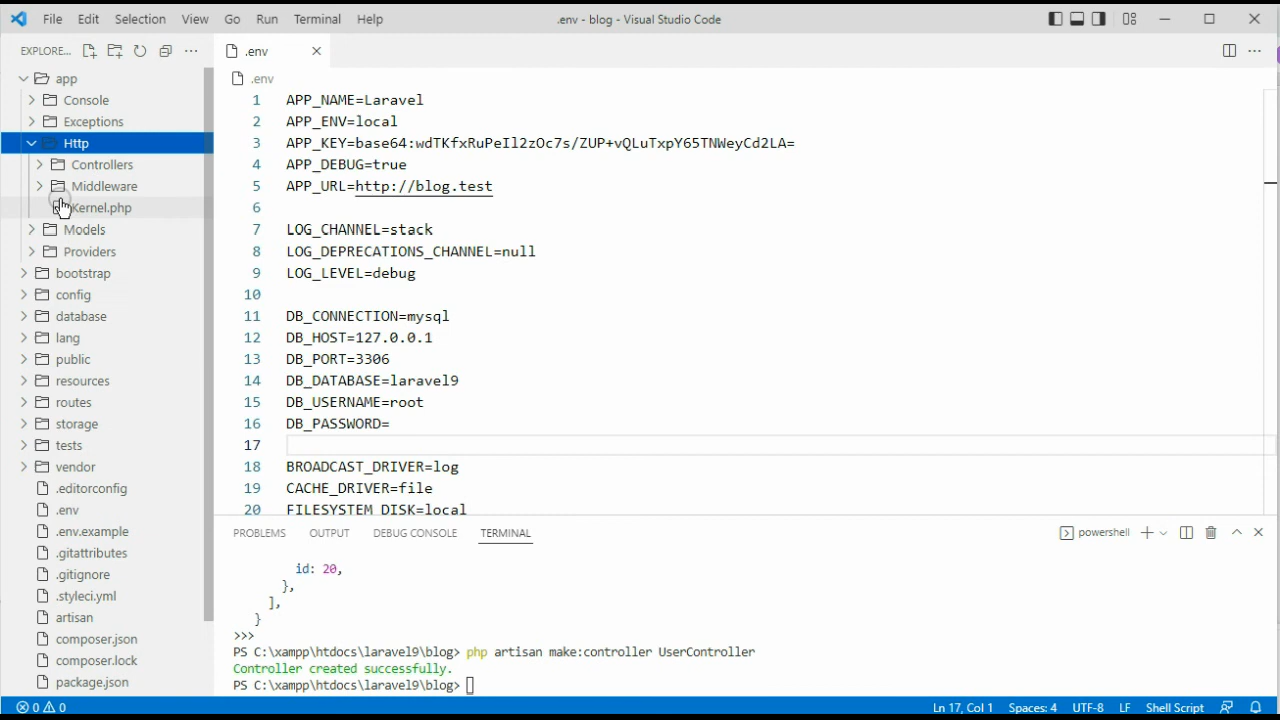 File Edit Selection View Go Run Terminal Help .env - blog - Visual Studio Code
EXPLORE... .env
app
Console
Exceptions
Http
Controllers
Middleware
Kernel.php
Models
Providers
bootstrap
config
database
lang
public
resources
routes
storage
tests
vendor
.editorconfig
.env
.env.example
.gitattributes
.gitignore
.styleci.yml
artisan
composer.json
composer.lock
package.json
.env
1 APP_NAME=Laravel
2 APP_ENV=local
3 APP_KEY=base64:wdTKfxRuPeIl2zOc7s/ZUP+vQLuTxpY65TNWeyCd2LA=
4 APP_DEBUG=true
5 APP_URL=http://blog.test
6
7 LOG_CHANNEL=stack
8 LOG_DEPRECATIONS_CHANNEL=null
9 LOG_LEVEL=debug
10
11 DB_CONNECTION=mysql
12 DB_HOST=127.0.0.1
13 DB_PORT=3306
14 DB_DATABASE=laravel9
15 DB_USERNAME=root
16 DB_PASSWORD=
17
18 BROADCAST_DRIVER=log
19 CACHE_DRIVER=file
20 FILESYSTEM_DISK=local
PROBLEMS OUTPUT DEBUG CONSOLE TERMINAL powershell
id: 20,
},
],
}
>>>
PS C:\xampp\htdocs\laravel9\blog> php artisan make:controller UserController
Controller created successfully.
PS C:\xampp\htdocs\laravel9\blog>
0 0 Ln 17, Col 1 Spaces: 4 UTF-8 LF Shell Script